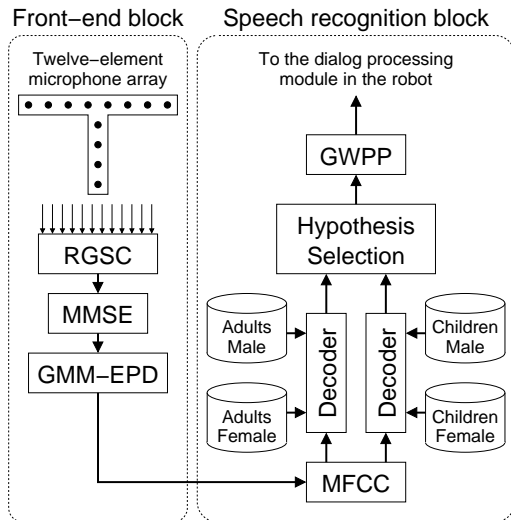 Front−end block
Twelve−element
microphone array
RGSC
MMSE
GMM−EPD
Speech recognition block
To the dialog processing
module in the robot
GWPP
Hypothesis
Selection
Adults
Male
Decoder
Decoder
Children
Male
Adults
Female
Children
Female
MFCC